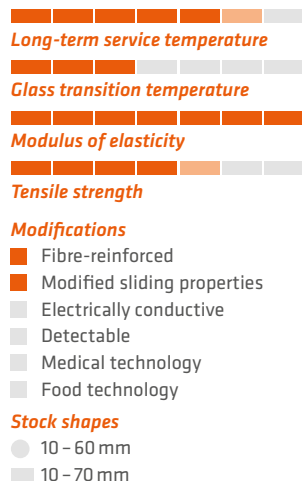 Long-term service temperature
Glass transition temperature
Modulus of elasticity
Tensile strength
Modifications
Fibre-reinforced
Modified sliding properties
Electrically conductive
Detectable
Medical technology
Food technology
Stock shapes
10 – 60 mm
10 – 70 mm